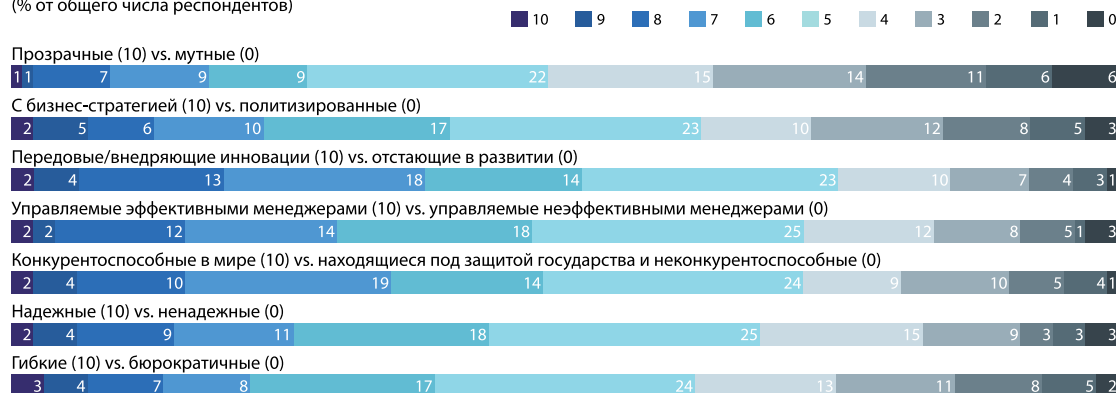 (% от общего числа респондентов)
10 9 8 7 6 5 4 3 2 1 0
Прозрачные (10) vs. мутные (0)
1 1 7 9 9 22 15 14 11 6 6
С бизнес-стратегией (10) vs. политизированные (0)
2 5 6 10 17 23 10 12 8 5 3
Передовые/внедряющие инновации (10) vs. отстающие в развитии (0)
2 4 13 18 14 23 10 7 4 3 1
Управляемые эффективными менеджерами (10) vs. управляемые неэффективными менеджерами (0)
2 2 12 14 18 25 12 8 5 1 3
Конкурентоспособные в мире (10) vs. находящиеся под защитой государства и неконкурентоспособные (0)
2 4 10 19 14 24 9 10 5 4 1
Надежные (10) vs. ненадежные (0)
2 4 9 11 18 25 15 9 3 3 3
Гибкие (10) vs. бюрократичные (0)
3 4 7 8 17 24 13 11 8 5 2